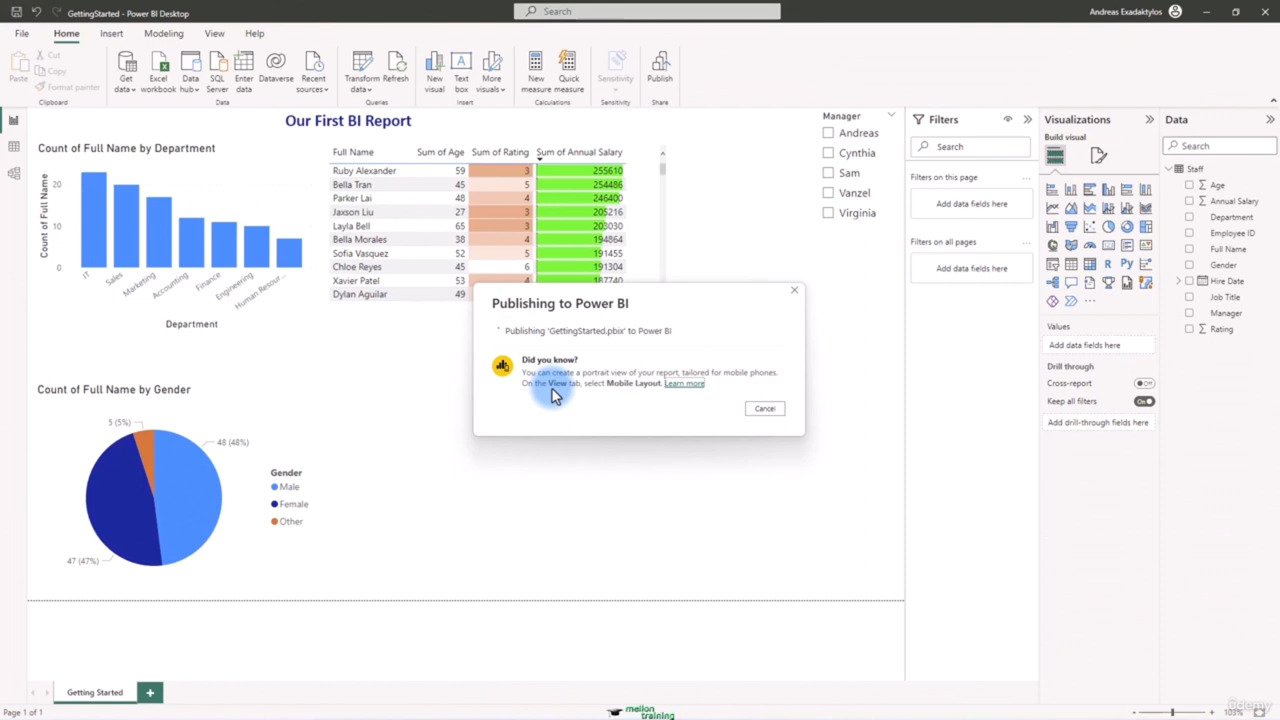 GettingStarted - Power BI Desktop
Search
Andreas Exadaktylos
File Home Insert Modeling View Help
Paste
Cut
Copy
Format painter
Get data
Excel workbook
Data hub
SQL Server
Enter data
Dataverse
Recent sources
Transform data
Refresh
New visual
Text box
More visuals
New measure
Quick measure
Sensitivity
Publish
Clipboard Data Queries Insert Calculations Sensitivity Share
Our First BI Report
Count of Full Name by Department
Count of Full Name
20
10
0
IT Sales Marketing Accounting Finance Engineering Human Resour...
Department
Full Name Sum of Age Sum of Rating Sum of Annual Salary
Ruby Alexander 59 3 255610
Bella Tran 45 5 254486
Parker Lai 48 4 246400
Jaxson Liu 27 3 205216
Layla Bell 65 3 203030
Bella Morales 38 4 194864
Sofia Vasquez 52 5 191455
Chloe Reyes 45 6 191304
Xavier Patel 53 4 187740
Dylan Aguilar 49
Manager
Andreas
Cynthia
Sam
Vanzel
Virginia
Publishing to Power BI
Publishing 'GettingStarted.pbix' to Power BI
Did you know?
You can create a portrait view of your report, tailored for mobile phones.
On the View tab, select Mobile Layout. Learn more
Cancel
Count of Full Name by Gender
5 (5%)
48 (48%)
47 (47%)
Gender
Male
Female
Other
Filters
Search
Filters on this page ...
Add data fields here
Filters on all pages ...
Add data fields here
Visualizations
Build visual
R Py
...
Values
Add data fields here
Drill through
Cross-report Off
Keep all filters On
Add drill-through fields here
Data
Search
Staff
Age
Annual Salary
Department
Employee ID
Full Name
Gender
Hire Date
Job Title
Manager
Rating
Getting Started
Page 1 of 1
mellon training
103%
Udemy